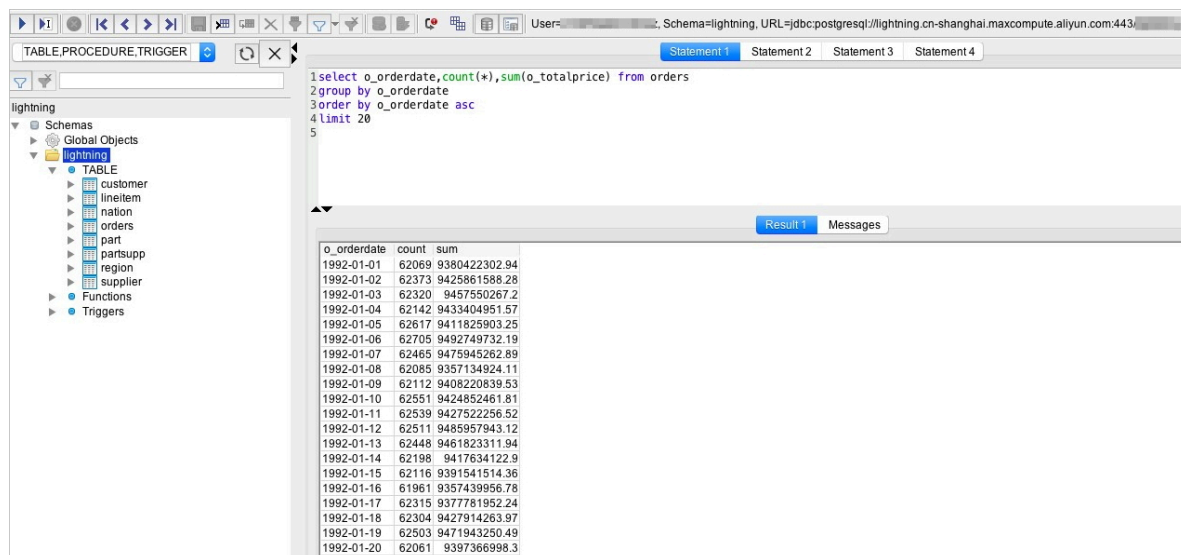 User= , Schema=lightning, URL=jdbc:postgresql://lightning.cn-shanghai.maxcompute.aliyun.com:443/
TABLE,PROCEDURE,TRIGGER
Statement 1 Statement 2 Statement 3 Statement 4
1 select o_orderdate,count(*),sum(o_totalprice) from orders
2 group by o_orderdate
3 order by o_orderdate asc
4 limit 20
5
lightning
Schemas
Global Objects
lightning
TABLE
customer
lineitem
nation
orders
part
partsupp
region
supplier
Functions
Triggers
Result 1 Messages
o_orderdate count sum
1992-01-01 62069 9380422302.94
1992-01-02 62373 9425861588.28
1992-01-03 62320 9457550267.2
1992-01-04 62142 9433404951.57
1992-01-05 62617 9411825903.25
1992-01-06 62705 9492749732.19
1992-01-07 62465 9475945262.89
1992-01-08 62085 9357134924.11
1992-01-09 62112 9408220839.53
1992-01-10 62551 9424852461.81
1992-01-11 62539 9427522256.52
1992-01-12 62511 9485957943.12
1992-01-13 62448 9461823311.94
1992-01-14 62198 9417634122.9
1992-01-15 62116 9391541514.36
1992-01-16 61961 9357439956.78
1992-01-17 62315 9377781952.24
1992-01-18 62304 9427914263.97
1992-01-19 62503 9471943250.49
1992-01-20 62061 9397366998.3